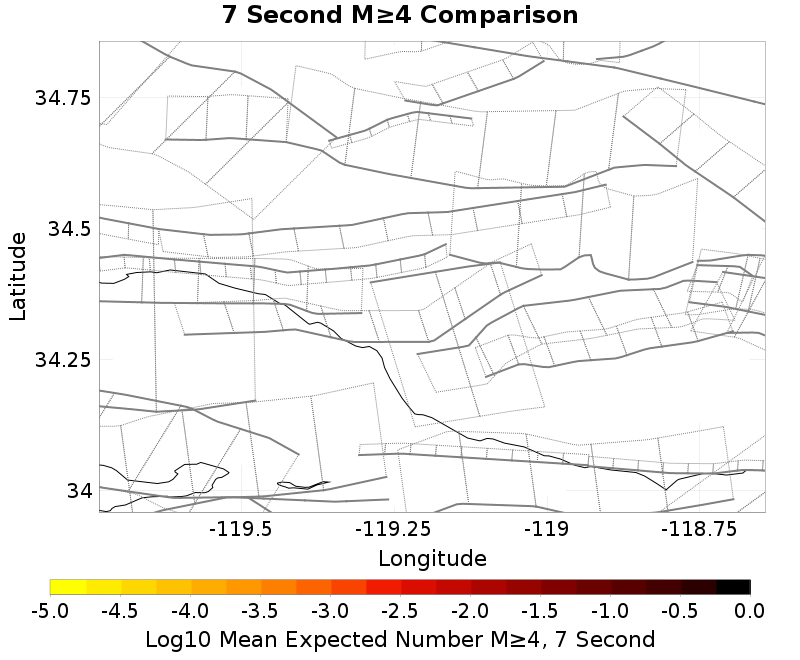 7 Second M≥4 Comparison
34.75
34.5
34.25
34
Latitude
-119.5 -119.25 -119 -118.75
Longitude
-5.0 -4.5 -4.0 -3.5 -3.0 -2.5 -2.0 -1.5 -1.0 -0.5 0.0
Log10 Mean Expected Number M≥4, 7 Second